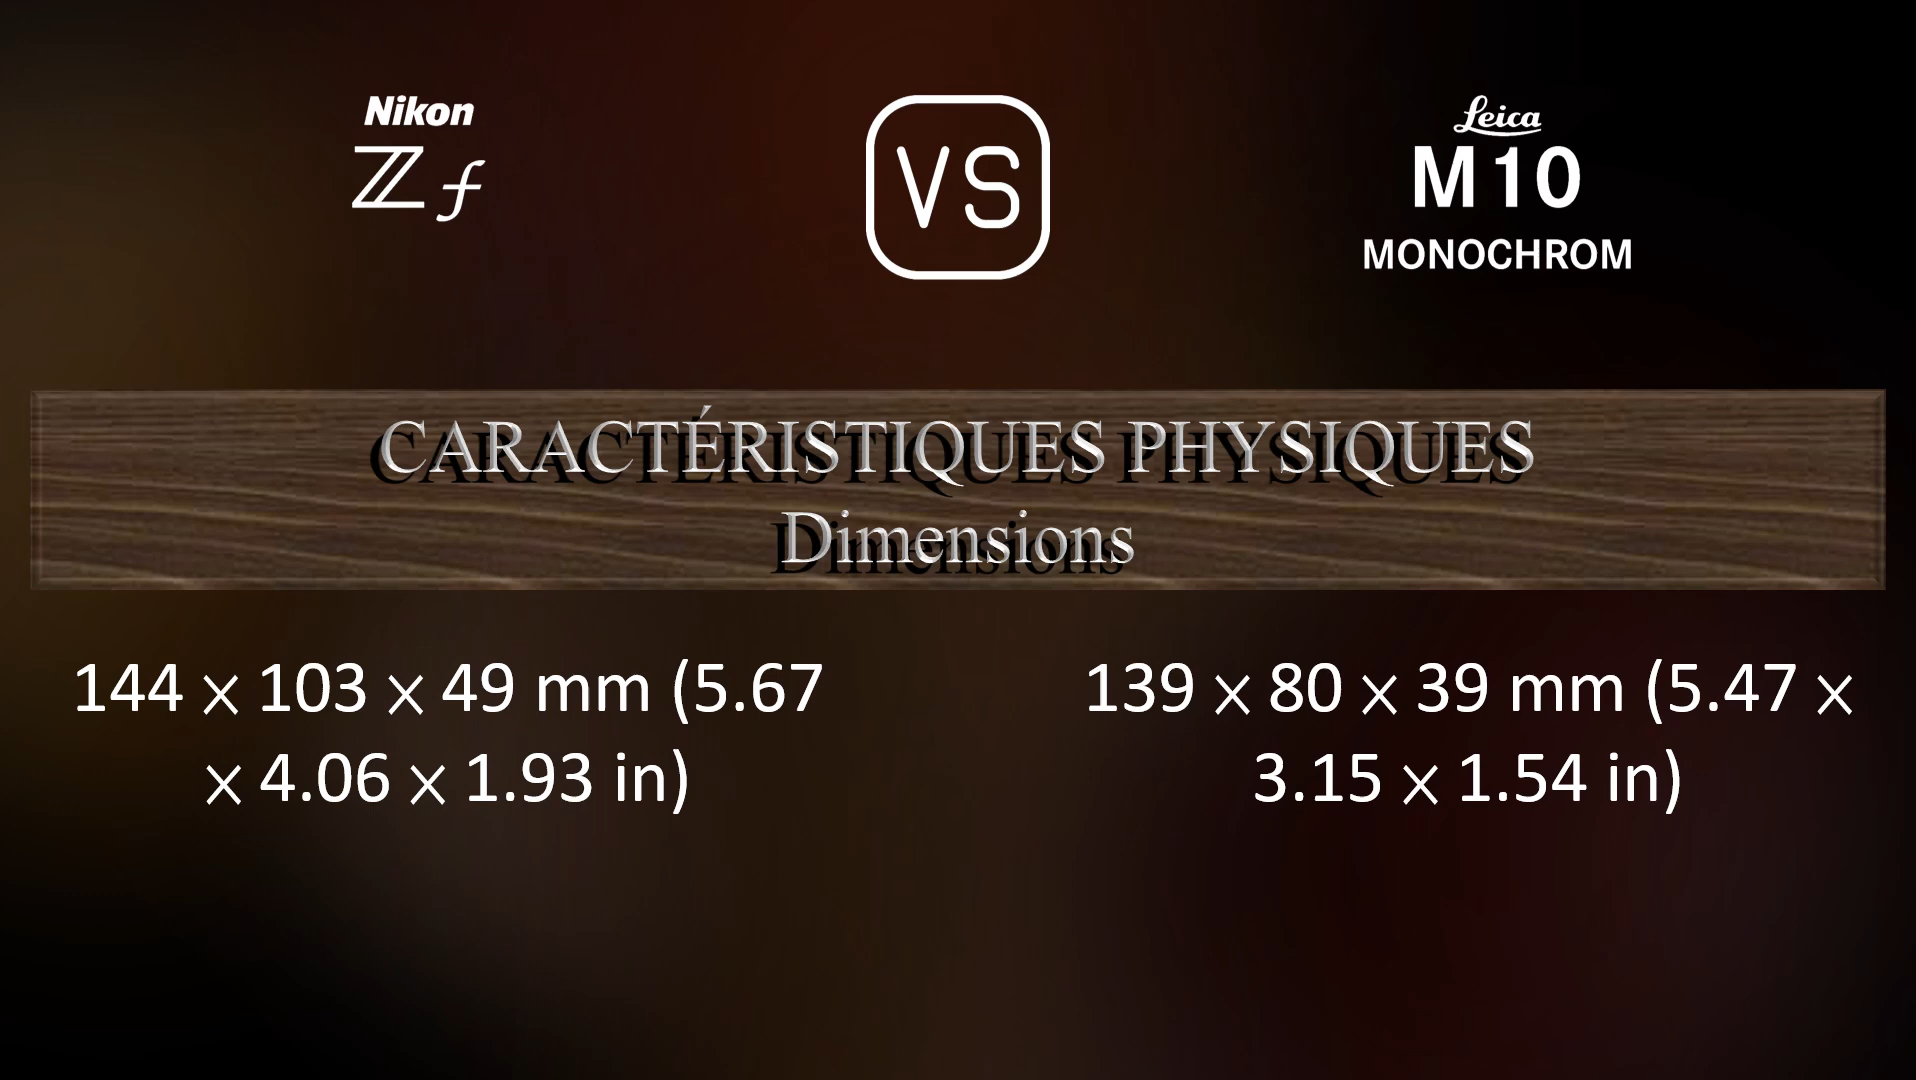 Nikon
Z f
VS
Leica
M10
MONOCHROM
CARACTÉRISTIQUES PHYSIQUES
Dimensions
144 x 103 x 49 mm (5.67
x 4.06 x 1.93 in)
139 x 80 x 39 mm (5.47 x
3.15 x 1.54 in)